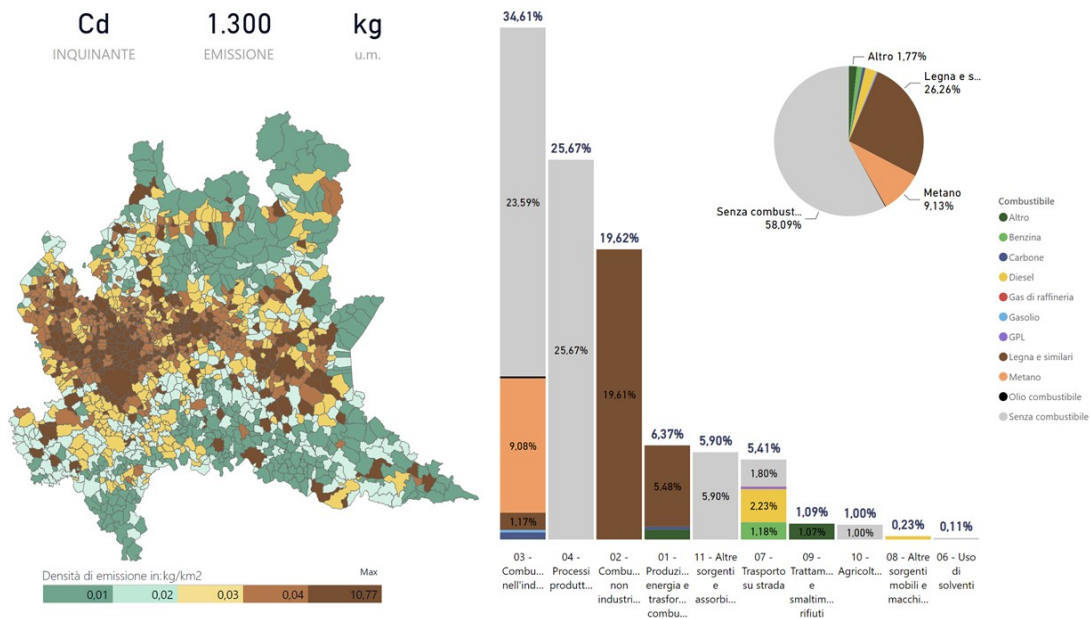 Cd 1.300 kg
INQUINANTE EMISSIONE u.m.
34,61%
23,59%
9,08%
1,17%
25,67%
25,67%
19,62%
19,61%
6,37%
5,48%
5,90%
5,90%
5,41%
1,80%
2,23%
1,18%
1,09%
1,07%
1,00%
1,00%
0,23%
0,11%
03 -
Combu...
nell'ind...
04 -
Processi
produtt...
02 -
Combu...
non
industri...
01 -
Produzi...
energia e
trasfor...
combu...
11 - Altre
sorgenti
e
assorbi...
07 -
Trasporto
su strada
09 -
Trattam...
e
smaltim...
rifiuti
10 -
Agricolt...
08 - Altre
sorgenti
mobili e
macchi...
06 - Uso
di
solventi
Altro 1,77%
Legna e s...
26,26%
Metano
9,13%
Senza combust...
58,09%
Combustibile
Altro
Benzina
Carbone
Diesel
Gas di raffineria
Gasolio
GPL
Legna e similari
Metano
Olio combustibile
Senza combustibile
Densità di emissione in:kg/km2 Max
0,01 0,02 0,03 0,04 10,77